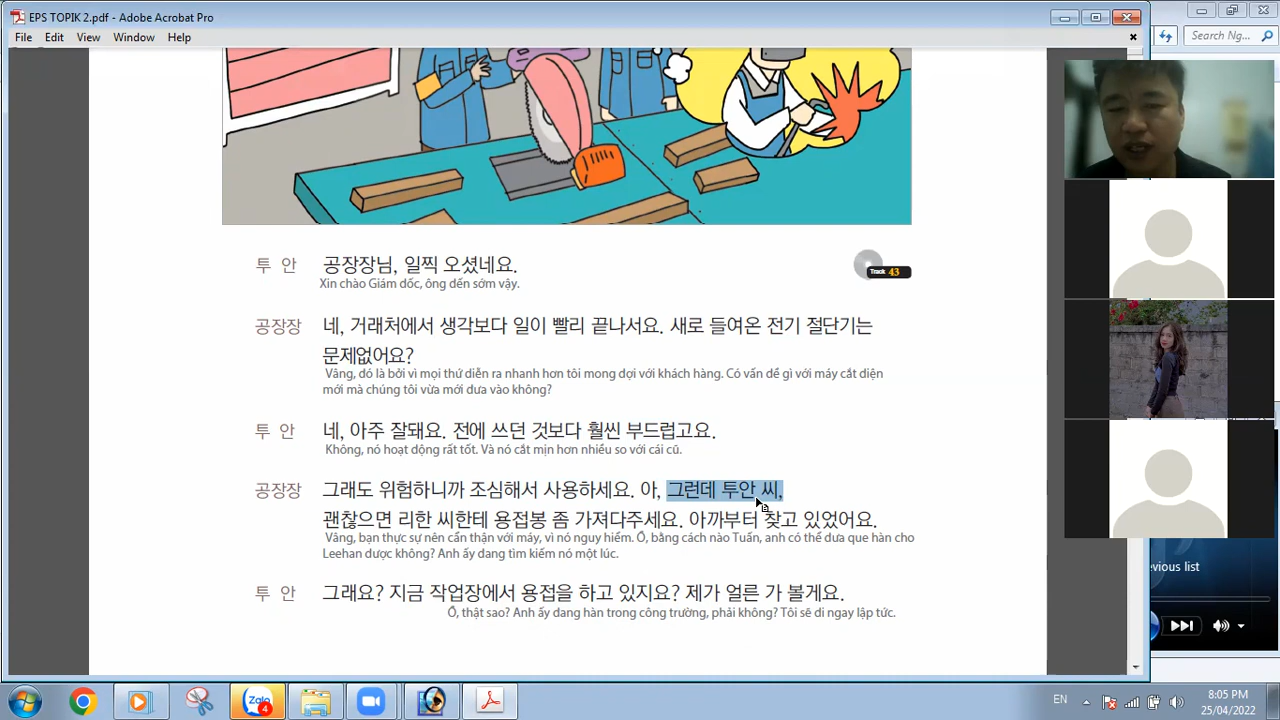 EPS TOPIK 2.pdf - Adobe Acrobat Pro
File Edit View Window Help
Search Ng...
투 안 공장장님, 일찍 오셨네요.
Xin chào Giám đốc, ông đến sớm vậy.
Track 43
공장장 네, 거래처에서 생각보다 일이 빨리 끝나서요. 새로 들여온 전기 절단기는
문제없어요?
Vâng, đó là bởi vì mọi thứ diễn ra nhanh hơn tôi mong đợi với khách hàng. Có vấn đề gì với máy cắt điện
mới mà chúng tôi vừa mới đưa vào không?
투 안 네, 아주 잘돼요. 전에 쓰던 것보다 훨씬 부드럽고요.
Không, nó hoạt động rất tốt. Và nó cắt mịn hơn nhiều so với cái cũ.
공장장 그래도 위험하니까 조심해서 사용하세요. 아, 그런데 투안 씨,
괜찮으면 리한 씨한테 용접봉 좀 가져다주세요. 아까부터 찾고 있었어요.
Vâng, bạn thực sự nên cẩn thận với máy, vì nó nguy hiểm. Ồ, bằng cách nào Tuấn, anh có thể đưa que hàn cho
Leehan được không? Anh ấy đang tìm kiếm nó một lúc.
투 안 그래요? 지금 작업장에서 용접을 하고 있지요? 제가 얼른 가 볼게요.
Ồ, thật sao? Anh ấy đang hàn trong công trường, phải không? Tôi sẽ đi ngay lập tức.
evious list
Zalo
4
EN
8:05 PM
25/04/2022